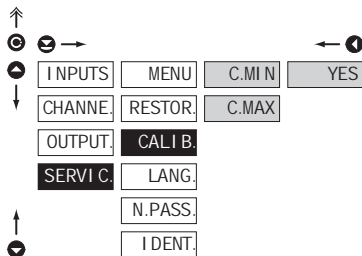 INPUTS MENU C.MIN YES
CHANNE. RESTOR. C.MAX
OUTPUT. CALIB.
SERVIC. LANG.
N.PASS.
IDENT.